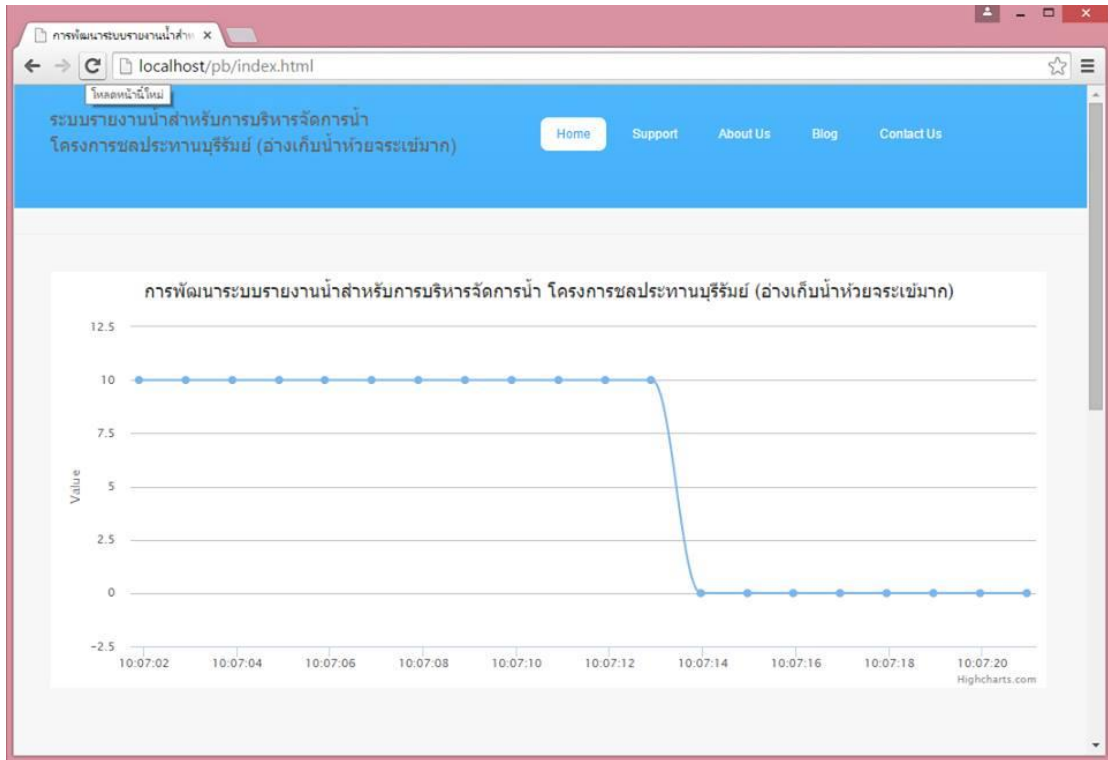 การพัฒนาระบบรายงานน้ำสำห
localhost/pb/index.html
โหลดหน้านี้ใหม่
ระบบรายงานน้ำสำหรับการบริหารจัดการน้ำ
โครงการชลประทานบุรีรัมย์ (อ่างเก็บน้ำห้วยจระเข้มาก)
Home Support About Us Blog Contact Us
การพัฒนาระบบรายงานน้ำสำหรับการบริหารจัดการน้ำ โครงการชลประทานบุรีรัมย์ (อ่างเก็บน้ำห้วยจระเข้มาก)
12.5
10
7.5
Value
5
2.5
0
-2.5
10:07:02 10:07:04 10:07:06 10:07:08 10:07:10 10:07:12 10:07:14 10:07:16 10:07:18 10:07:20
Highcharts.com